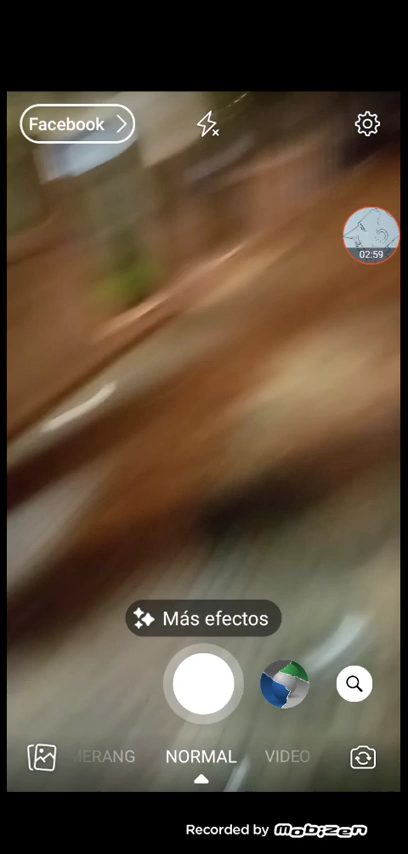 Facebook
02:59
Más efectos
MERANG NORMAL VIDEO
Recorded by Mobizen